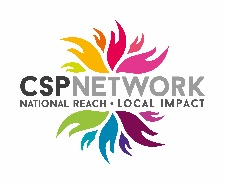 CSPNETWORK
NATIONAL REACH • LOCAL IMPACT